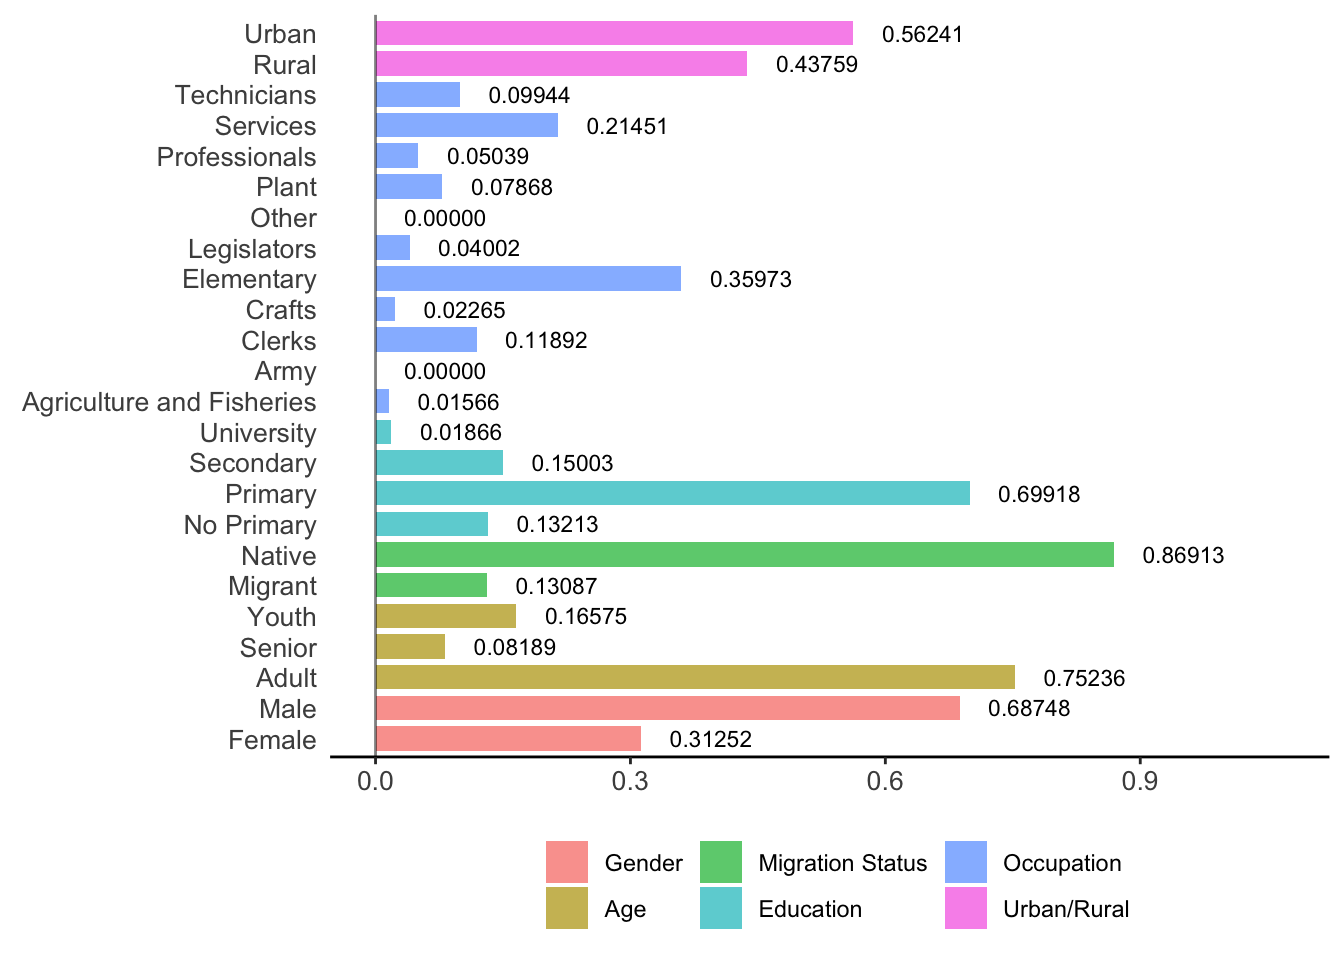 Urban 0.56241
Rural 0.43759
Technicians 0.09944
Services 0.21451
Professionals 0.05039
Plant 0.07868
Other 0.00000
Legislators 0.04002
Elementary 0.35973
Crafts 0.02265
Clerks 0.11892
Army 0.00000
Agriculture and Fisheries 0.01566
University 0.01866
Secondary 0.15003
Primary 0.69918
No Primary 0.13213
Native 0.86913
Migrant 0.13087
Youth 0.16575
Senior 0.08189
Adult 0.75236
Male 0.68748
Female 0.31252
0.0 0.3 0.6 0.9
Gender Migration Status Occupation
Age Education Urban/Rural